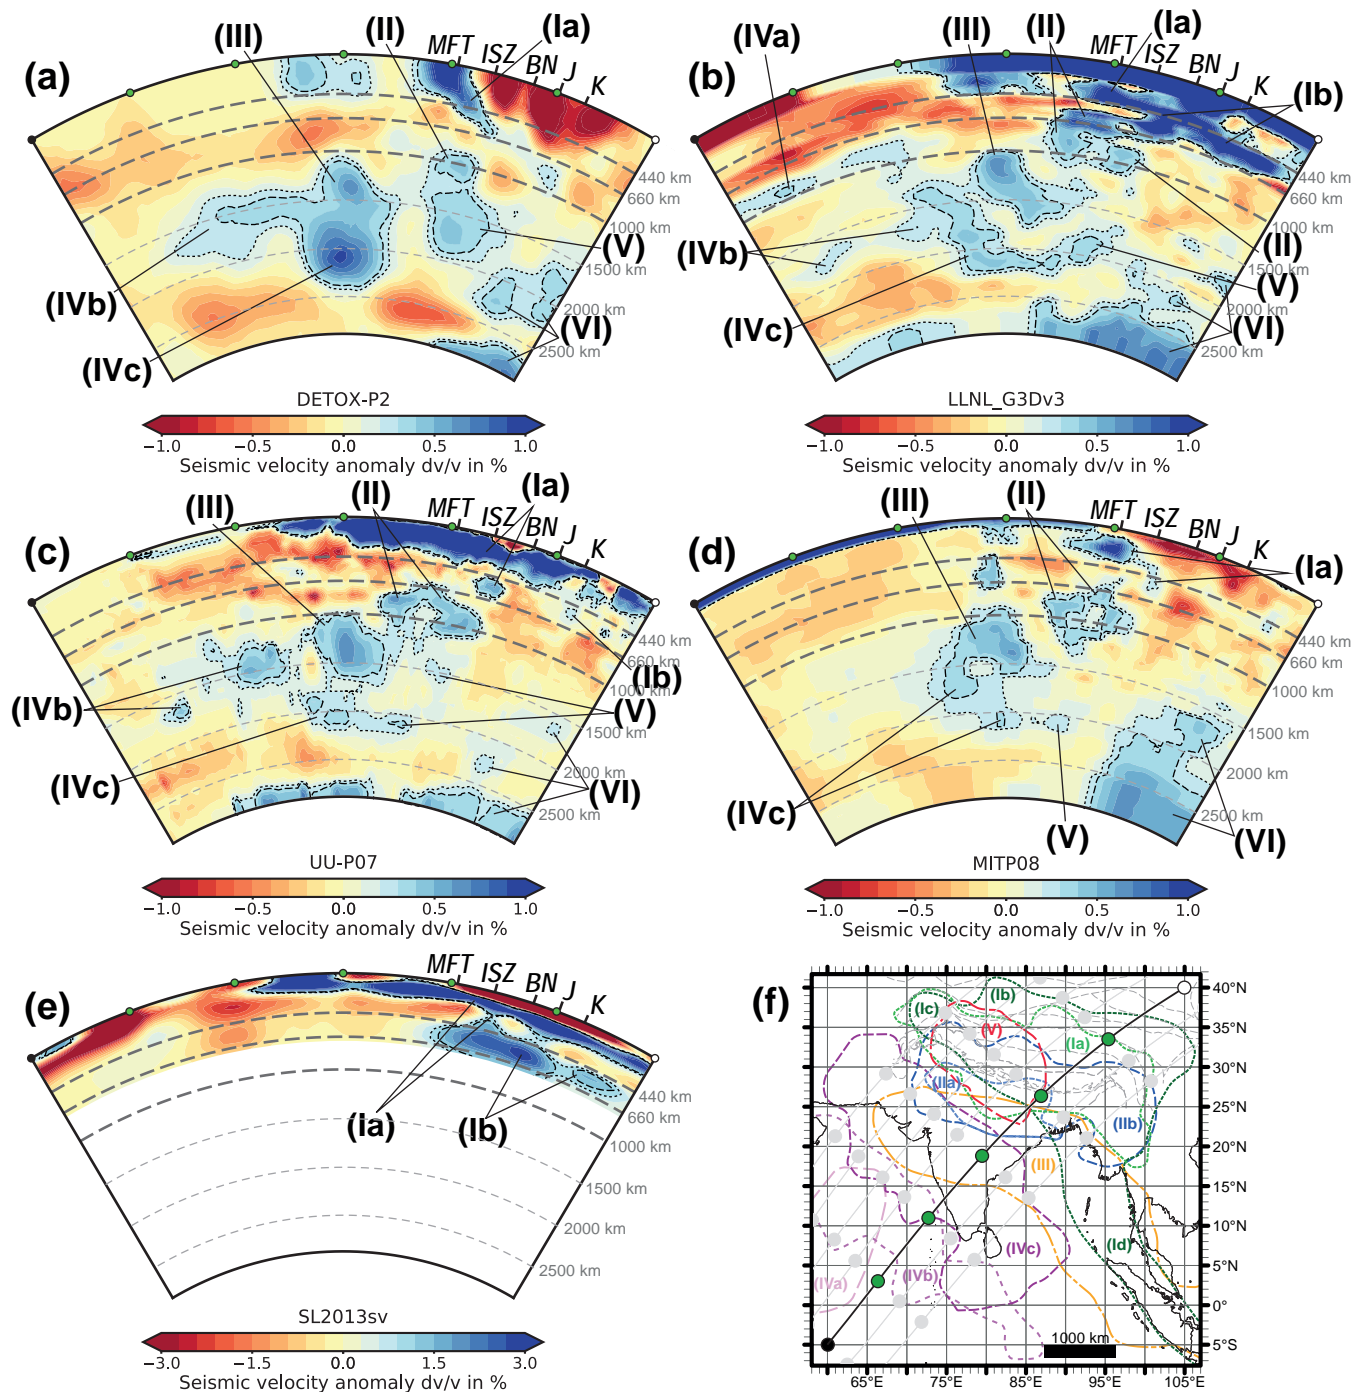 (a)
(III)
(II)
MFT
ISZ
(Ia)
BN
J
K
440 km
660 km
1000 km
1500 km
2000 km
2500 km
(IVb)
(IVc)
(V)
(VI)
DETOX-P2
−1.0 −0.5 0.0 0.5 1.0
Seismic velocity anomaly dv/v in %
(b)
(IVa)
(III)
(II)
MFT
(Ia)
ISZ
BN
J
K
(Ib)
440 km
660 km
1000 km
1500 km
2000 km
2500 km
(IVb)
(IVc)
(II)
(V)
(VI)
LLNL_G3Dv3
−1.0 −0.5 0.0 0.5 1.0
Seismic velocity anomaly dv/v in %
(c)
(III)
(II)
MFT
ISZ
(Ia)
BN
J
K
440 km
660 km
1000 km
1500 km
2000 km
2500 km
(Ib)
(IVb)
(IVc)
(V)
(VI)
UU-P07
−1.0 −0.5 0.0 0.5 1.0
Seismic velocity anomaly dv/v in %
(d)
(III)
(II)
MFT
ISZ
BN
J
K
(Ia)
440 km
660 km
1000 km
1500 km
2000 km
2500 km
(IVc)
(V)
(VI)
MITP08
−1.0 −0.5 0.0 0.5 1.0
Seismic velocity anomaly dv/v in %
(e)
MFT
ISZ
BN
J
K
440 km
660 km
1000 km
1500 km
2000 km
2500 km
(Ia)
(Ib)
SL2013sv
−3.0 −1.5 0.0 1.5 3.0
Seismic velocity anomaly dv/v in %
(f)
(Ic)
(Ib)
(V)
(Ia)
(IIa)
(IIb)
(III)
(Id)
(IVa)
(IVb)
(IVc)
1000 km
40°N
35°N
30°N
25°N
20°N
15°N
10°N
5°N
0°
5°S
65°E 75°E 85°E 95°E 105°E